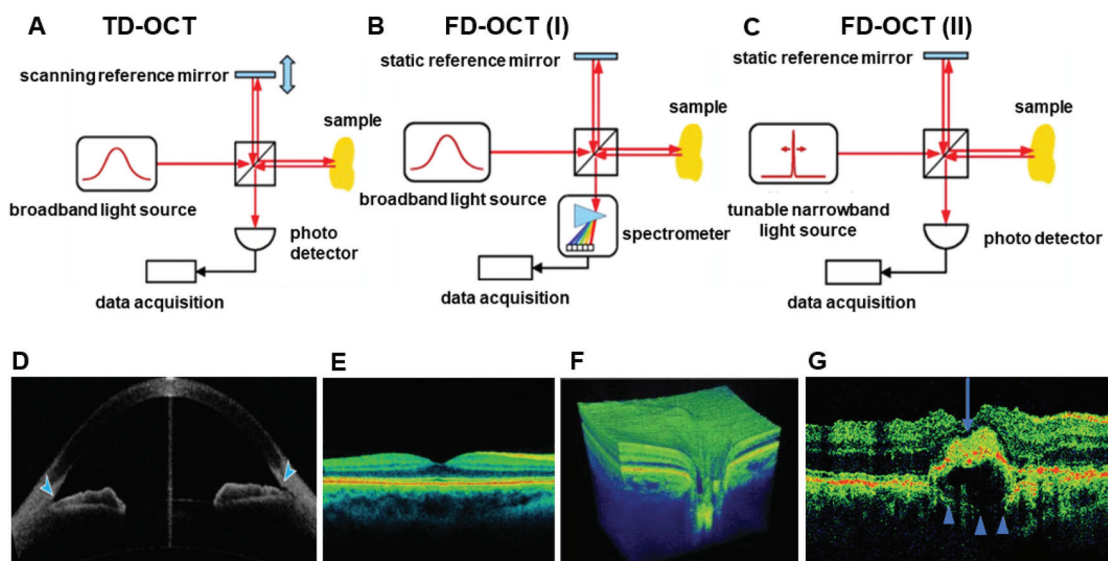 A TD-OCT
scanning reference mirror
sample
broadband light source
photo
detector
data acquisition
B FD-OCT (I)
static reference mirror
sample
broadband light source
spectrometer
data acquisition
C FD-OCT (II)
static reference mirror
sample
tunable narrowband
light source
photo detector
data acquisition
D
E
F
G